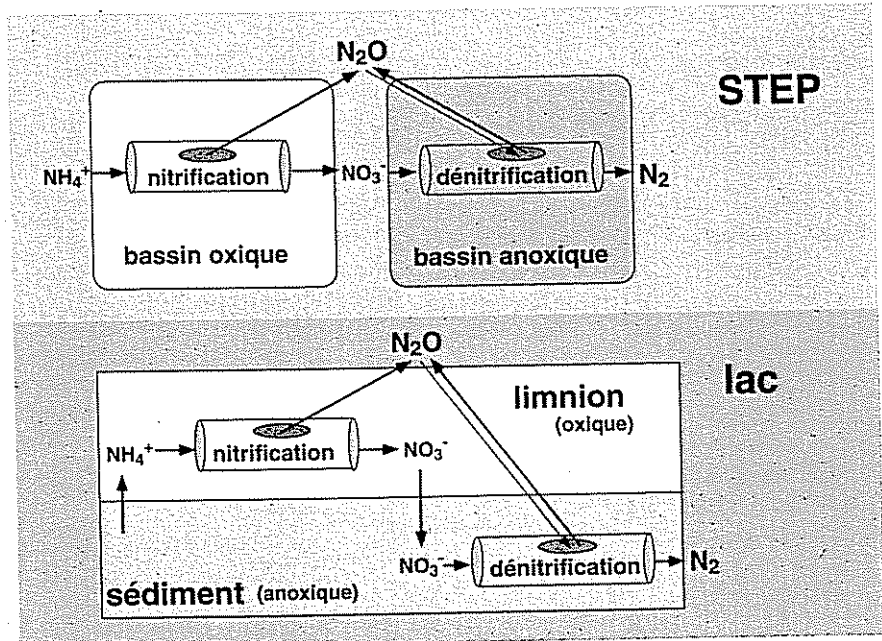 N₂O
STEP
NH₄⁺ nitrification NO₃⁻ dénitrification N₂
bassin oxique bassin anoxique
N₂O
lac
limnion
(oxique)
NH₄⁺ nitrification NO₃⁻
NO₃⁻ dénitrification N₂
sédiment (anoxique)